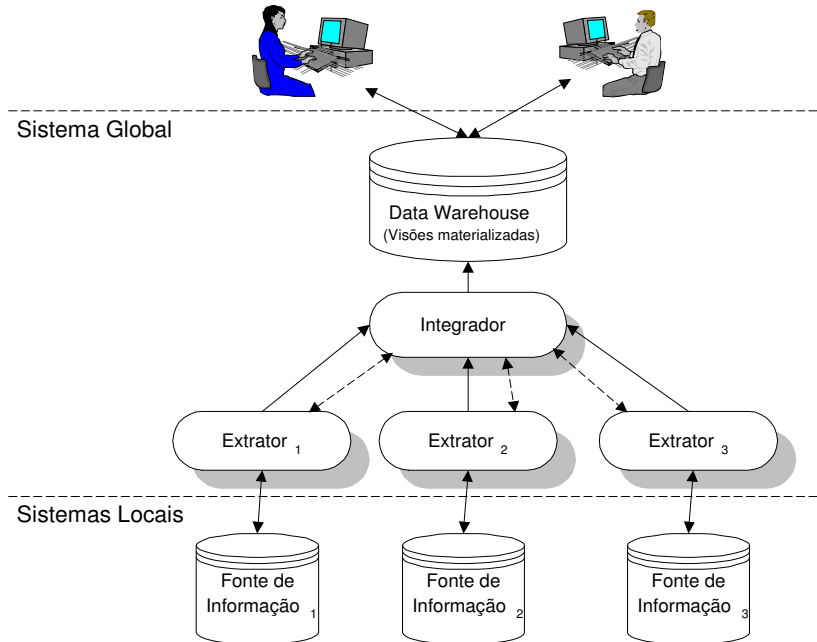 Sistema Global
Data Warehouse
(Visões materializadas)
Integrador
Extrator 1
Extrator 2
Extrator 3
Sistemas Locais
Fonte de
Informação 1
Fonte de
Informação 2
Fonte de
Informação 3